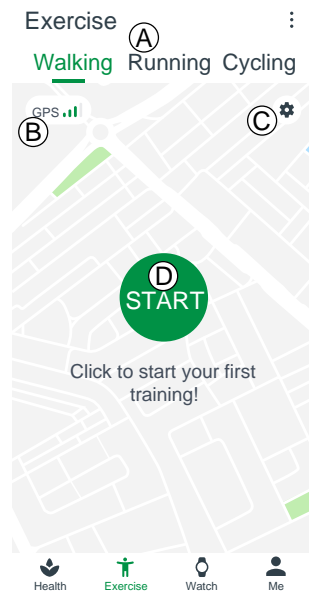 Exercise
A
Walking Running Cycling
GPS
B
C
D
START
Click to start your first
training!
Health Exercise Watch Me